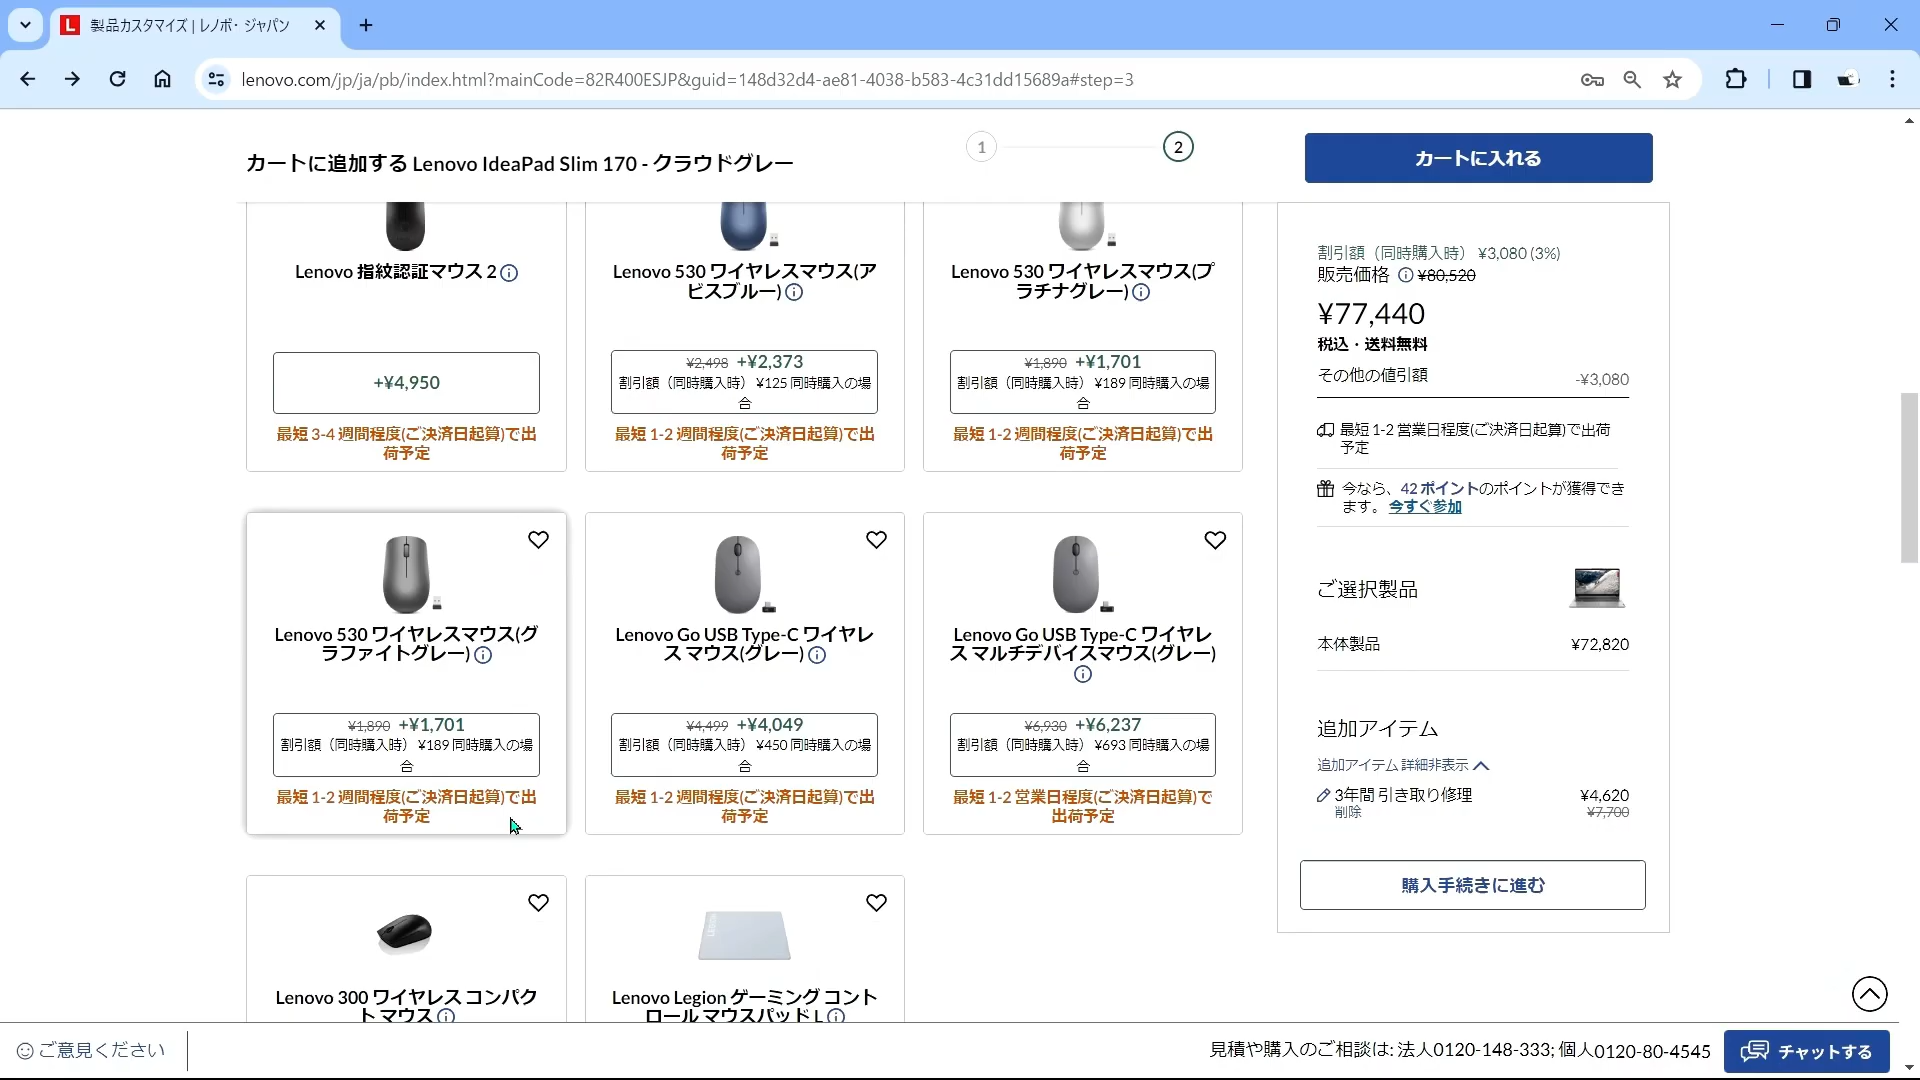 製品カスタマイズ | レノボ・ジャパン
lenovo.com/jp/ja/pb/index.html?mainCode=82R400ESJP&guid=148d32d4-ae81-4038-b583-4c31dd15689a#step=3
カートに追加する Lenovo IdeaPad Slim 170 - クラウドグレー
1
2
カートに入れる
Lenovo 指紋認証マウス 2
+¥4,950
最短 3-4 週間程度(ご決済日起算)で出
荷予定
Lenovo 530 ワイヤレスマウス(ア
ビスブルー)
¥2,498 +¥2,373
割引額（同時購入時） ¥125 同時購入の場
合
最短 1-2 週間程度(ご決済日起算)で出
荷予定
Lenovo 530 ワイヤレスマウス(プ
ラチナグレー)
¥1,890 +¥1,701
割引額（同時購入時） ¥189 同時購入の場
合
最短 1-2 週間程度(ご決済日起算)で出
荷予定
Lenovo 530 ワイヤレスマウス(グ
ラファイトグレー)
¥1,890 +¥1,701
割引額（同時購入時） ¥189 同時購入の場
合
最短 1-2 週間程度(ご決済日起算)で出
荷予定
Lenovo Go USB Type-C ワイヤレ
ス マウス(グレー)
¥4,499 +¥4,049
割引額（同時購入時） ¥450 同時購入の場
合
最短 1-2 週間程度(ご決済日起算)で出
荷予定
Lenovo Go USB Type-C ワイヤレ
ス マルチデバイスマウス(グレー)
¥6,930 +¥6,237
割引額（同時購入時） ¥693 同時購入の場
合
最短 1-2 営業日程度(ご決済日起算)で
出荷予定
Lenovo 300 ワイヤレス コンパク
ト マウス
Lenovo Legion ゲーミング コント
ロール マウスパッド L
割引額（同時購入時） ¥3,080 (3%)
販売価格 ¥80,520
¥77,440
税込・送料無料
その他の値引額 -¥3,080
最短 1-2 営業日程度(ご決済日起算)で出荷
予定
今なら、42 ポイントのポイントが獲得でき
ます。 今すぐ参加
ご選択製品
本体製品 ¥72,820
追加アイテム
追加アイテム 詳細非表示
3年間 引き取り修理 ¥4,620
削除 ¥7,700
購入手続きに進む
ご意見ください
見積や購入のご相談は: 法人0120-148-333; 個人0120-80-4545
チャットする